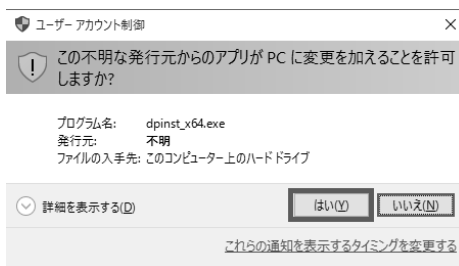 ユーザー アカウント制御
この不明な発行元からのアプリが PC に変更を加えることを許可
しますか?
プログラム名: dpinst_x64.exe
発行元: 不明
ファイルの入手先: このコンピューター上のハード ドライブ
詳細を表示する(D)
はい(Y)
いいえ(N)
これらの通知を表示するタイミングを変更する